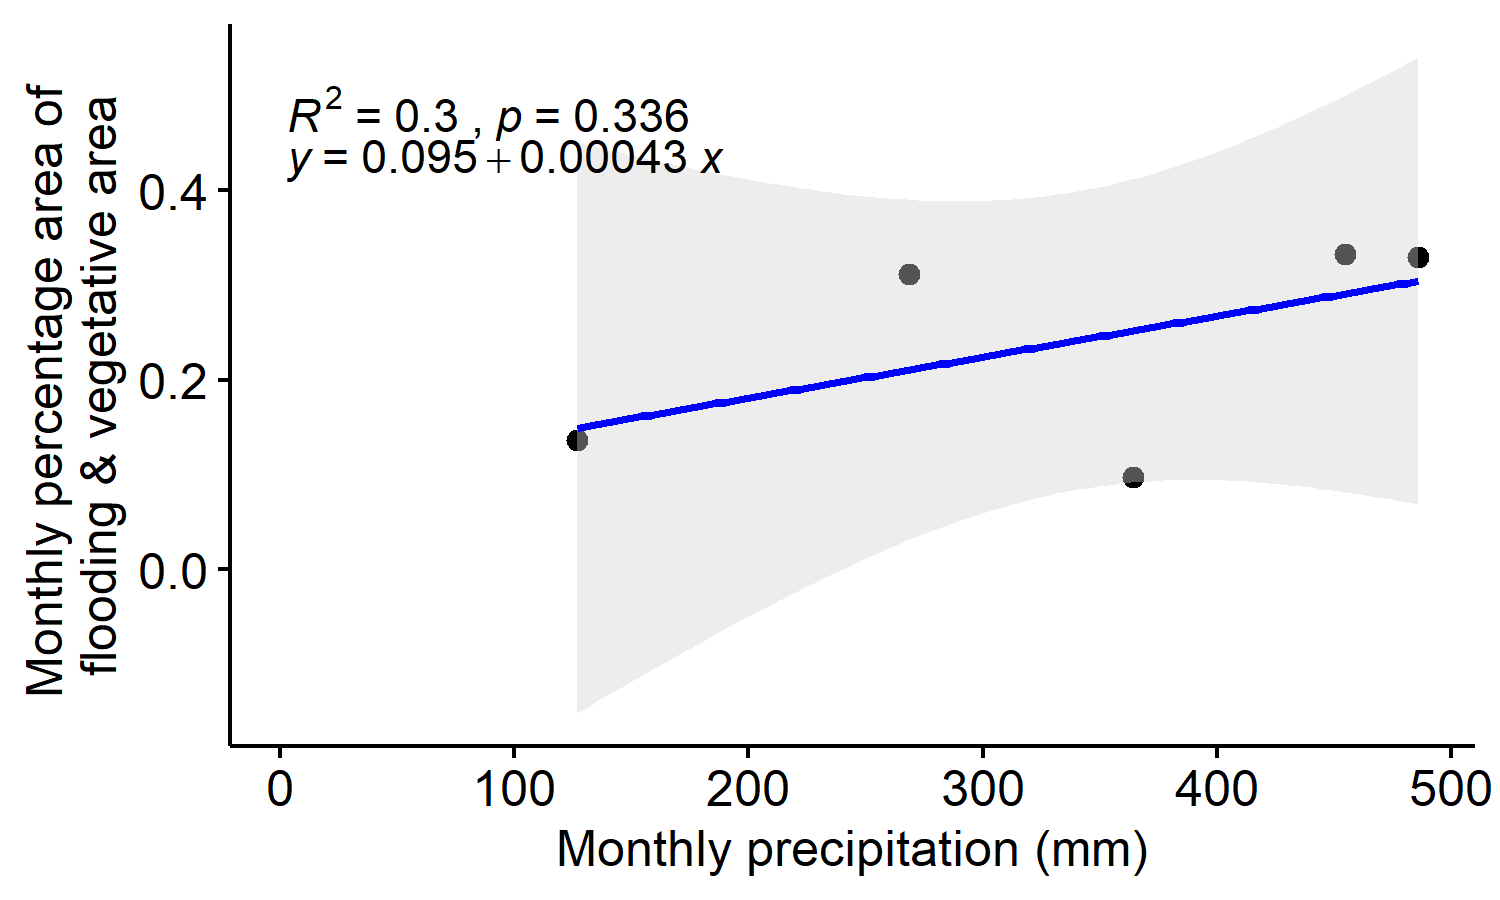 R² = 0.3 , p = 0.336
y = 0.095 + 0.00043 x
Monthly percentage area of
flooding & vegetative area
0.4
0.2
0.0
0 100 200 300 400 500
Monthly precipitation (mm)